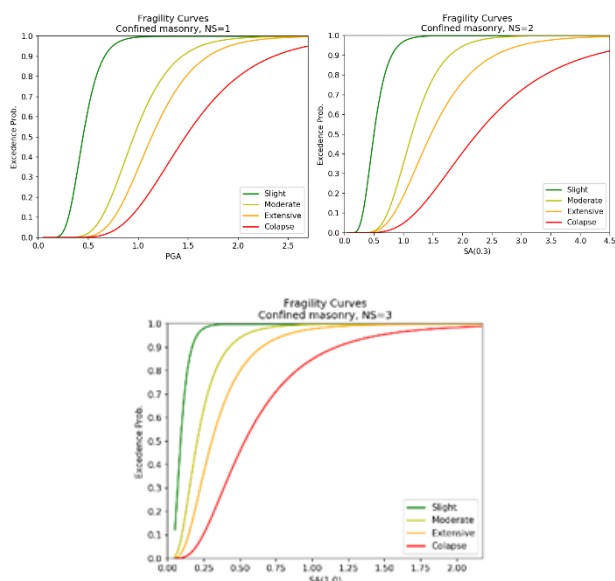 Fragility Curves
Confined masonry, NS=1
1.0
0.9
0.8
0.7
0.6
0.5
0.4
0.3
0.2
0.1
0.0
Excedence Prob.
0.0 0.5 1.0 1.5 2.0 2.5
PGA
Slight
Moderate
Extensive
Colapse
Fragility Curves
Confined masonry, NS=2
1.0
0.9
0.8
0.7
0.6
0.5
0.4
0.3
0.2
0.1
0.0
Excedence Prob.
0.0 0.5 1.0 1.5 2.0 2.5 3.0 3.5 4.0 4.5
SA(0.3)
Slight
Moderate
Extensive
Colapse
Fragility Curves
Confined masonry, NS=3
1.0
0.9
0.8
0.7
0.6
0.5
0.4
0.3
0.2
0.1
0.0
Excedence Prob.
0.00 0.25 0.50 0.75 1.00 1.25 1.50 1.75 2.00
SA(1.0)
Slight
Moderate
Extensive
Colapse